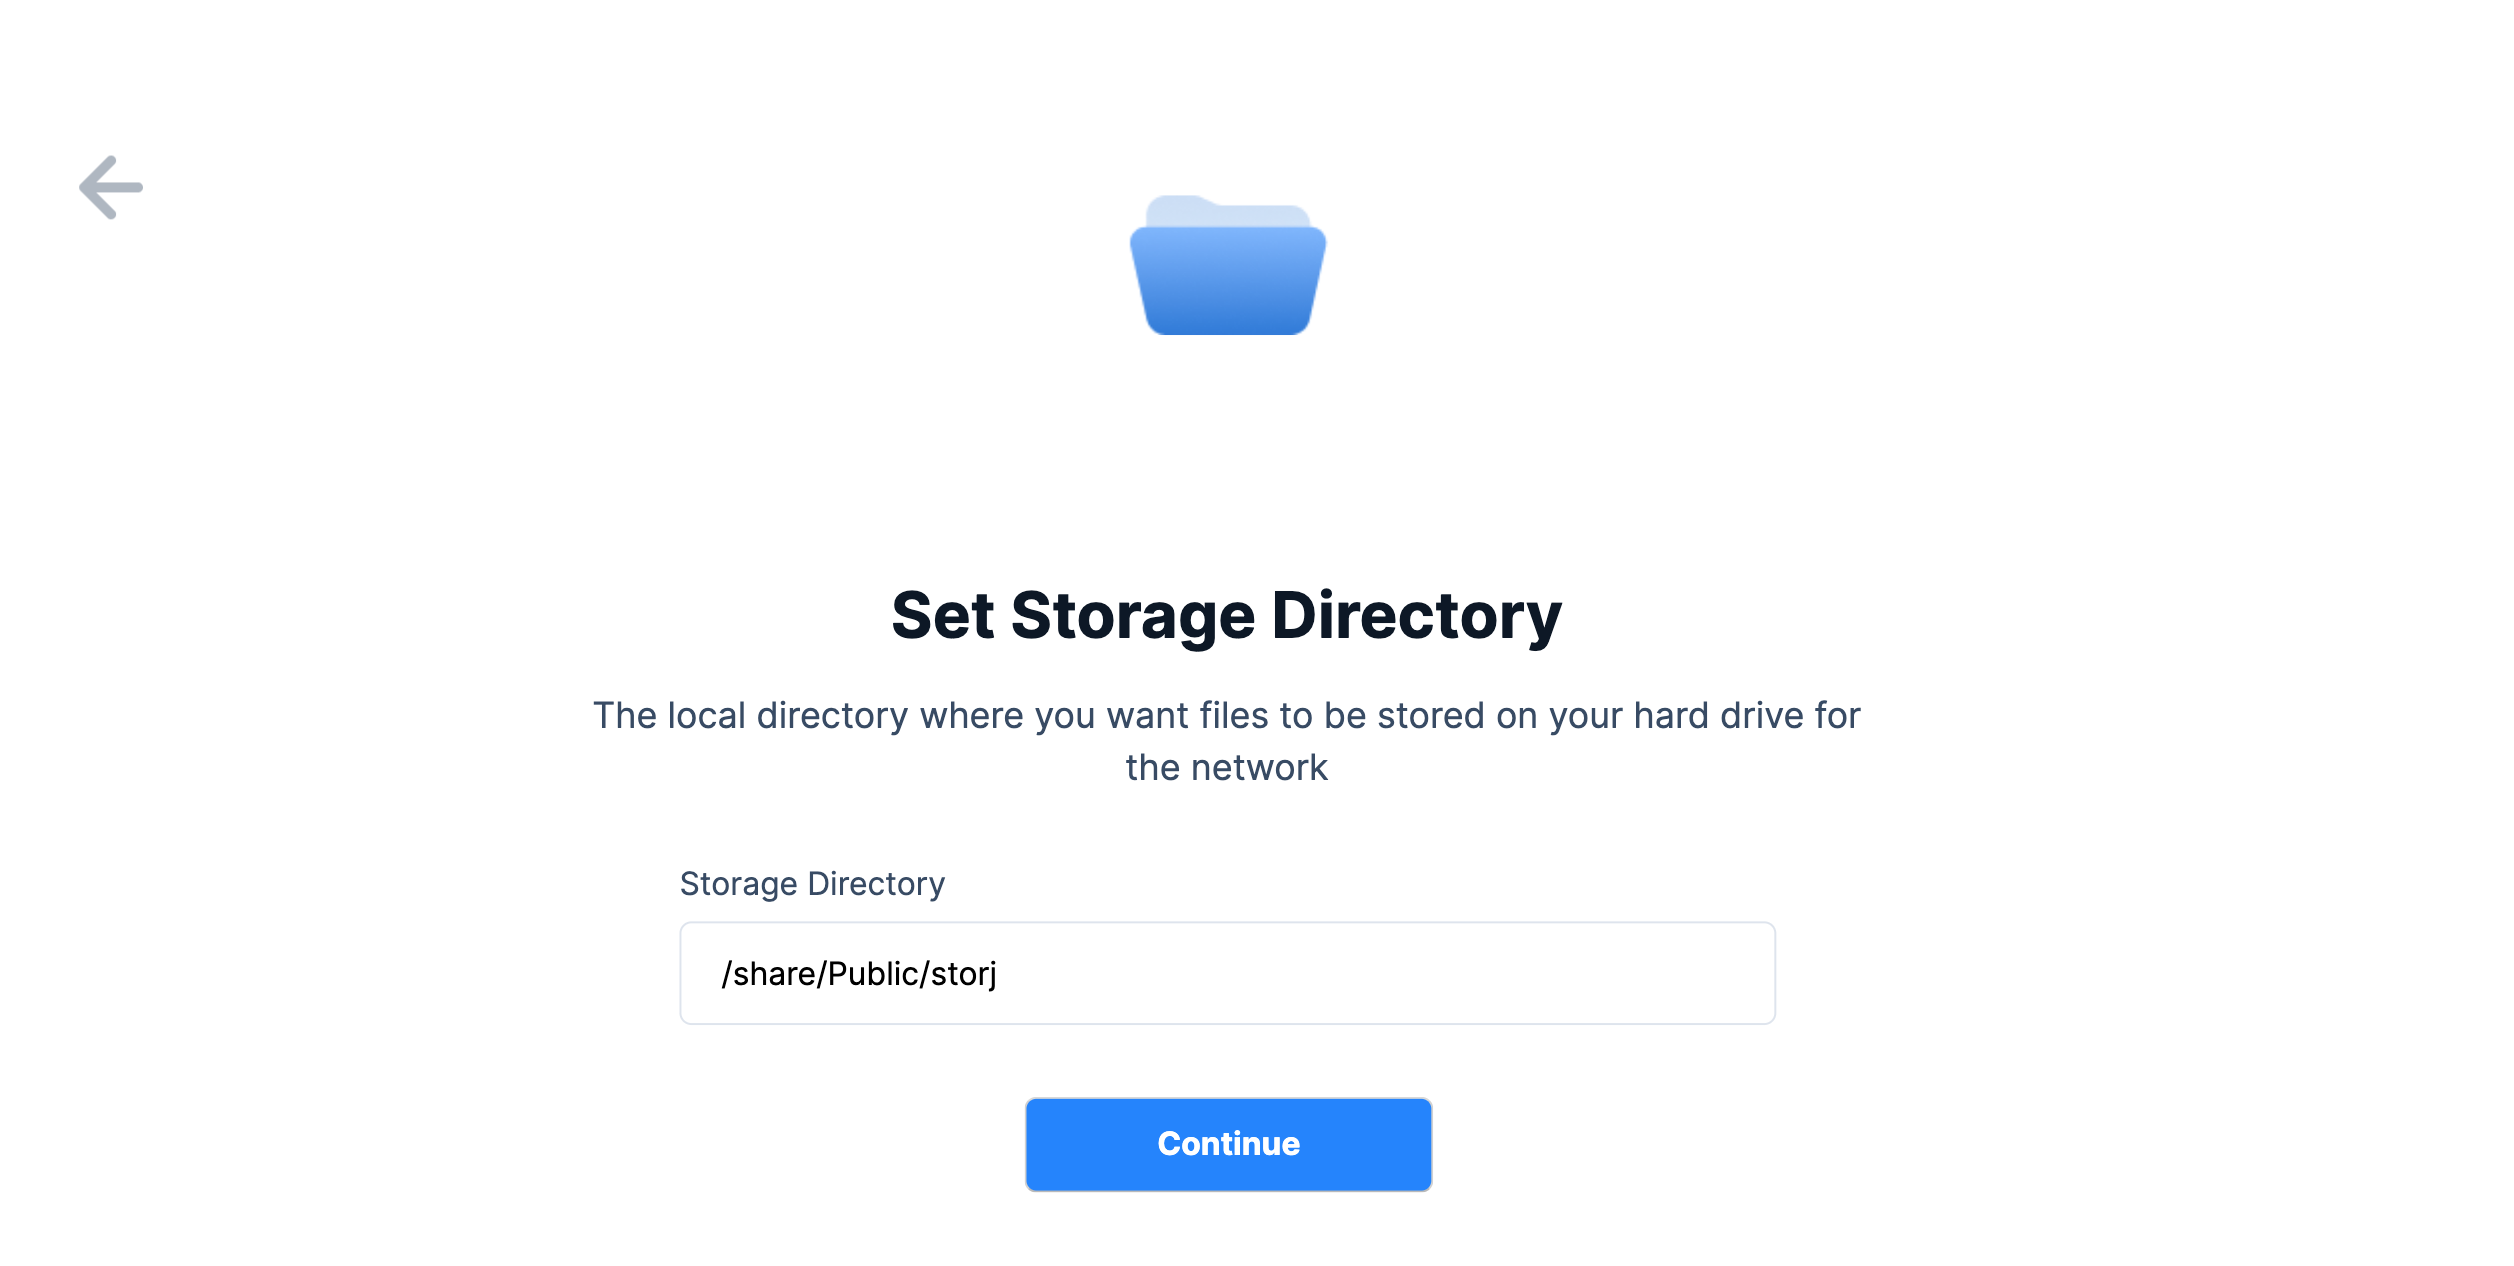 Set Storage Directory
The local directory where you want files to be stored on your hard drive for
the network
Storage Directory
/share/Public/storj
Continue